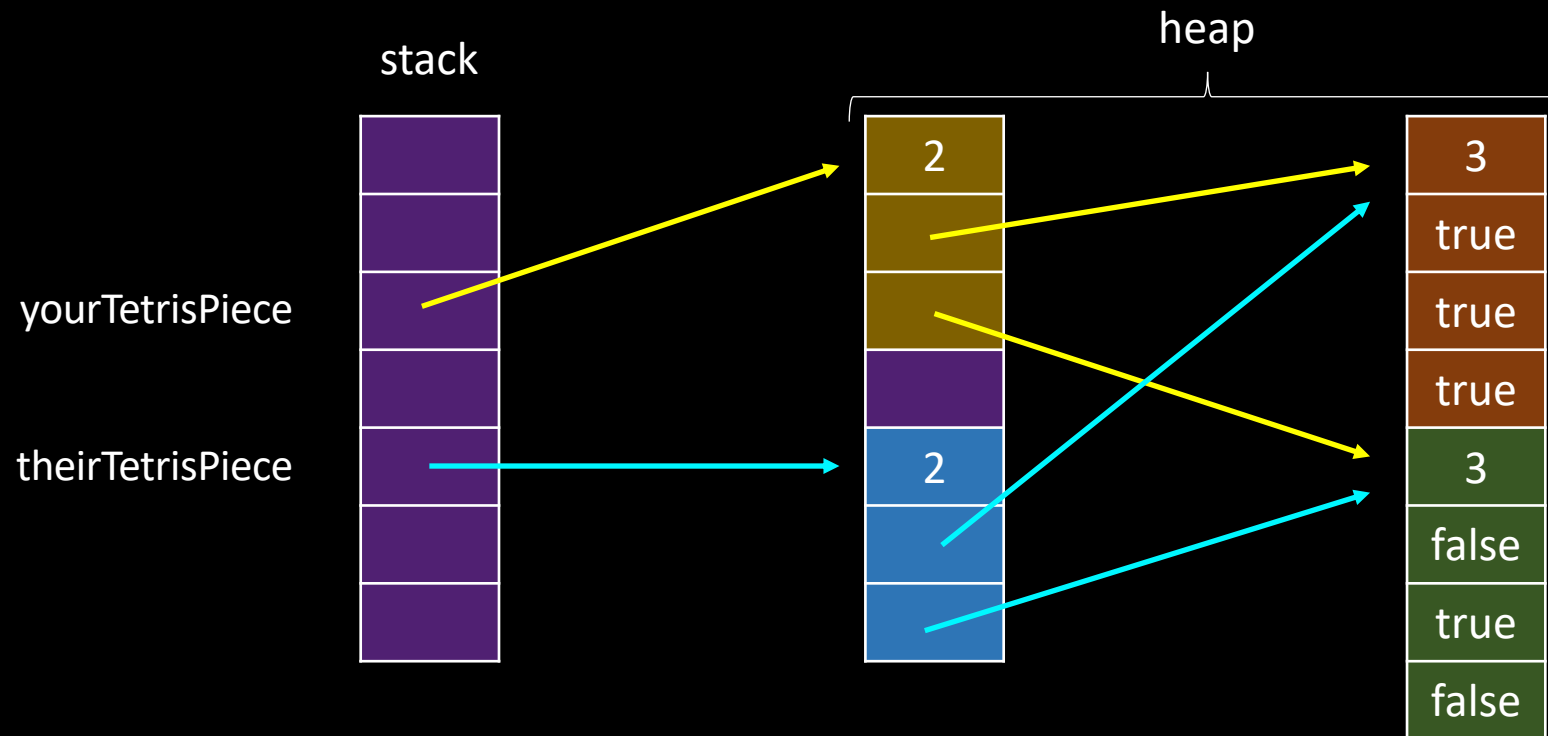 heap
stack
2
3
true
yourTetrisPiece
true
true
theirTetrisPiece
2
3
false
true
false